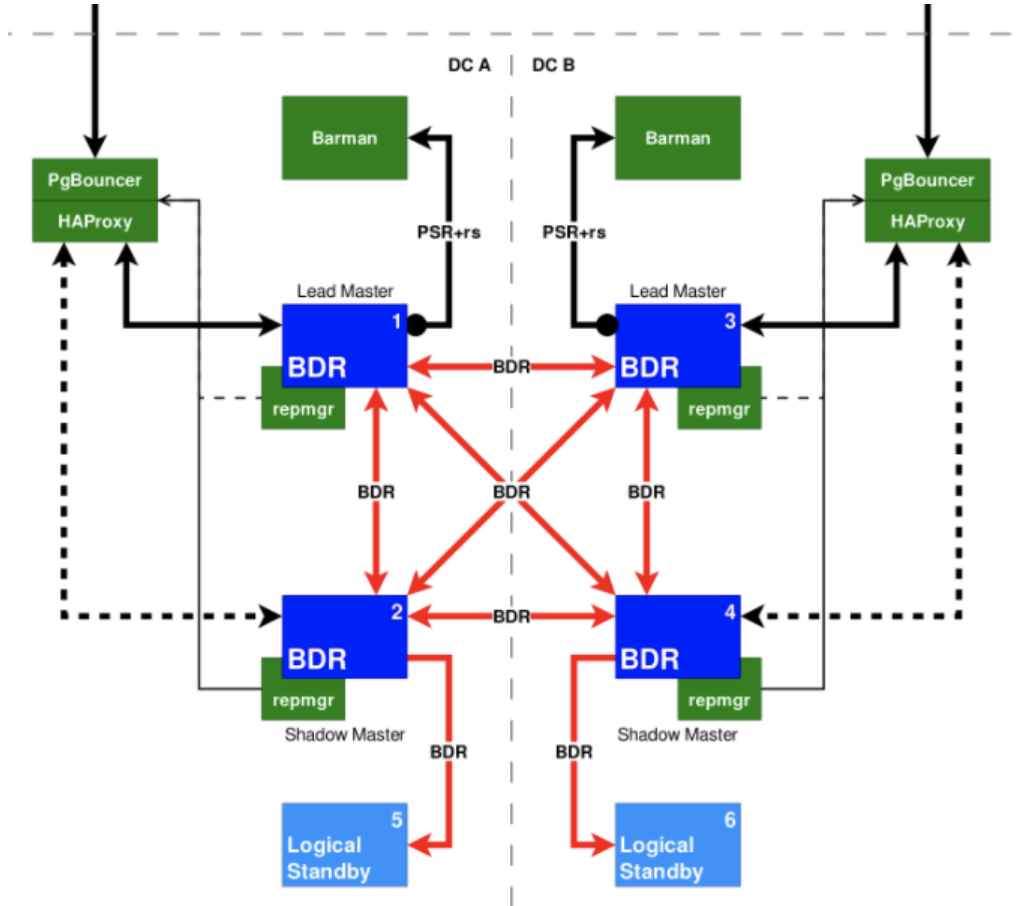 DC A
DC B
Barman
Barman
PgBouncer
HAProxy
PgBouncer
HAProxy
PSR+rs
PSR+rs
Lead Master
Lead Master
1
BDR
repmgr
3
BDR
repmgr
BDR
BDR
BDR
BDR
BDR
2
BDR
repmgr
4
BDR
repmgr
Shadow Master
Shadow Master
BDR
BDR
5
Logical
Standby
6
Logical
Standby